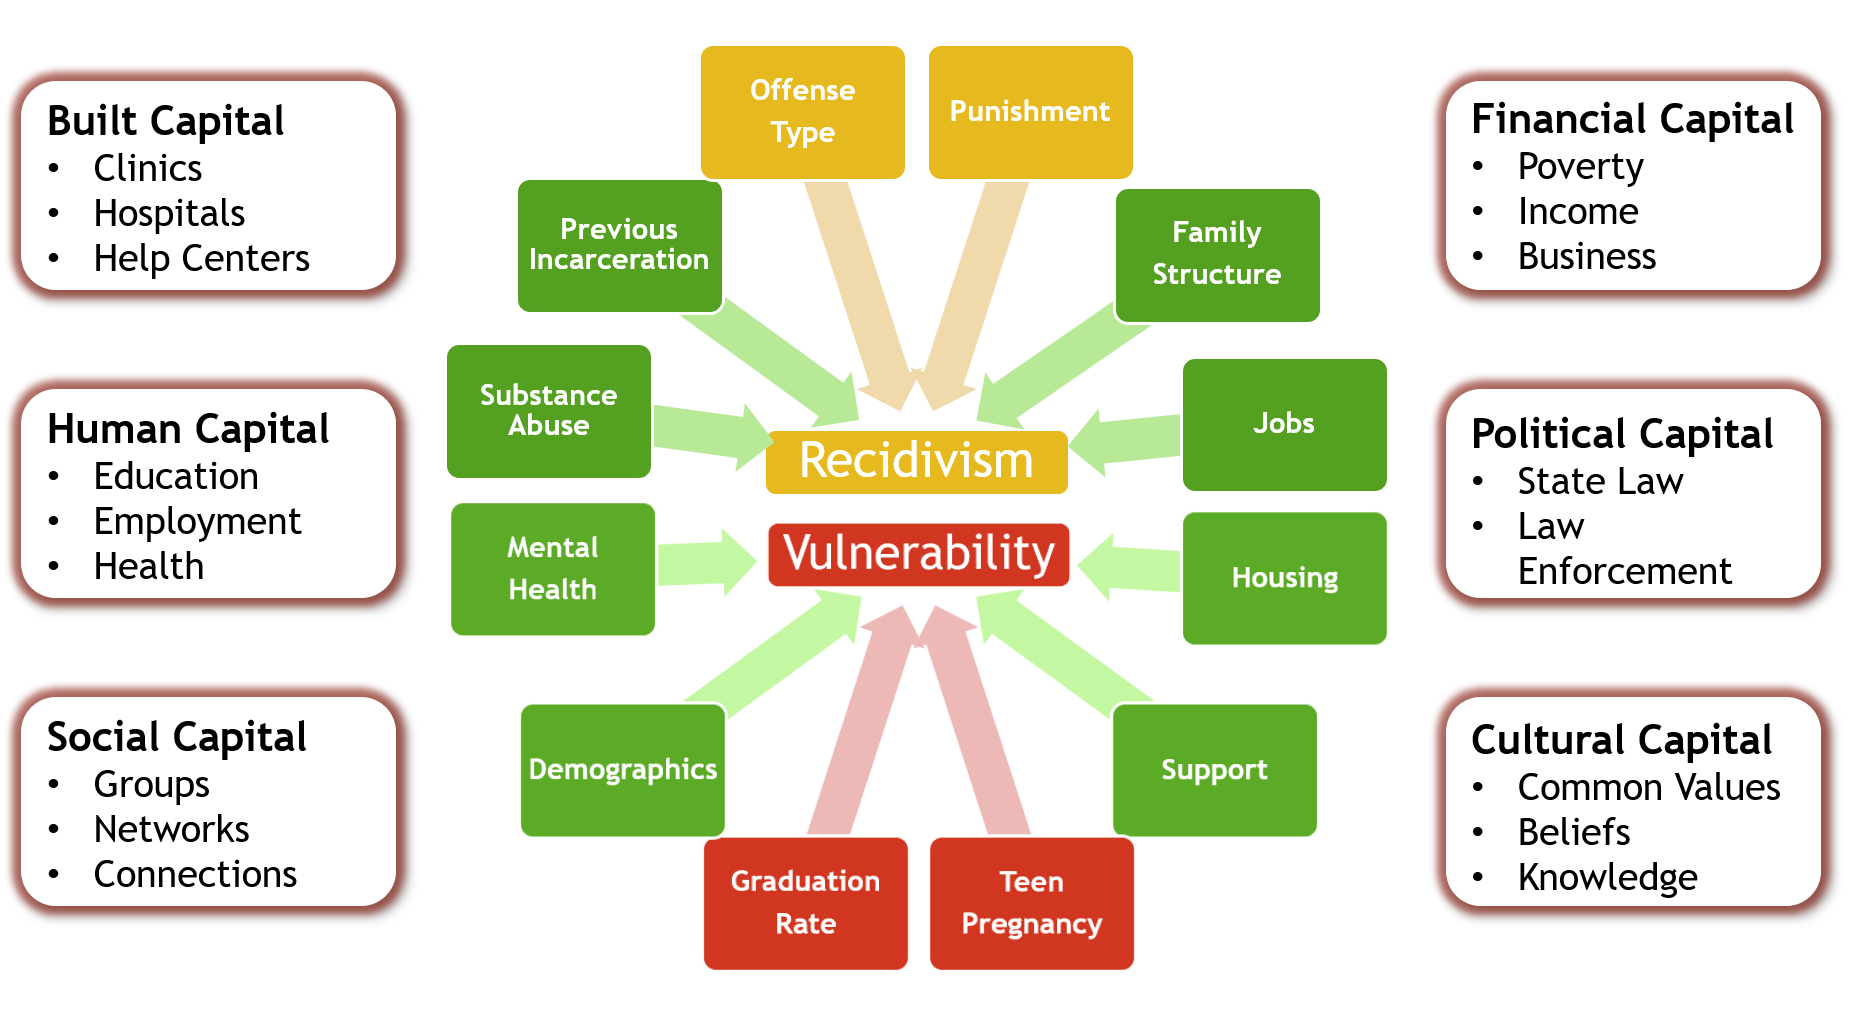 Built Capital
• Clinics
• Hospitals
• Help Centers
Human Capital
• Education
• Employment
• Health
Social Capital
• Groups
• Networks
• Connections
Offense
Type
Punishment
Previous
Incarceration
Family
Structure
Substance
Abuse
Jobs
Recidivism
Vulnerability
Mental
Health
Housing
Demographics
Support
Graduation
Rate
Teen
Pregnancy
Financial Capital
• Poverty
• Income
• Business
Political Capital
• State Law
• Law
Enforcement
Cultural Capital
• Common Values
• Beliefs
• Knowledge